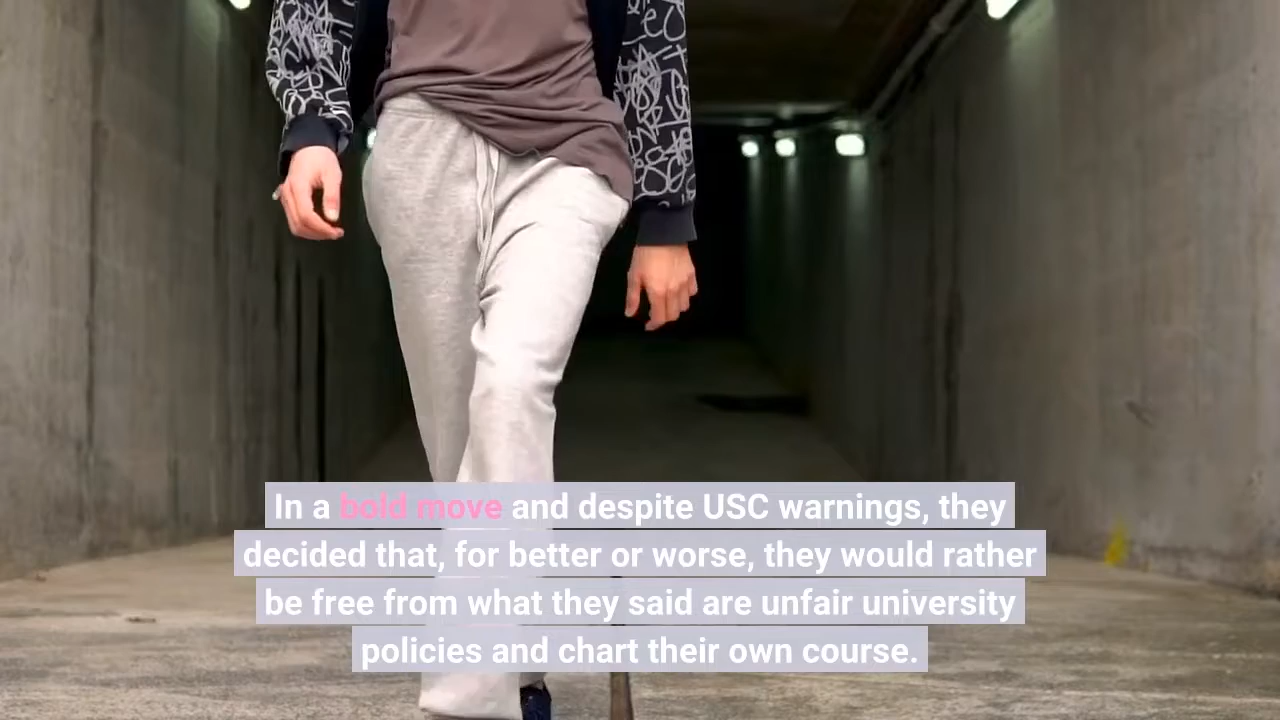 In a bold move and despite USC warnings, they
decided that, for better or worse, they would rather
be free from what they said are unfair university
policies and chart their own course.